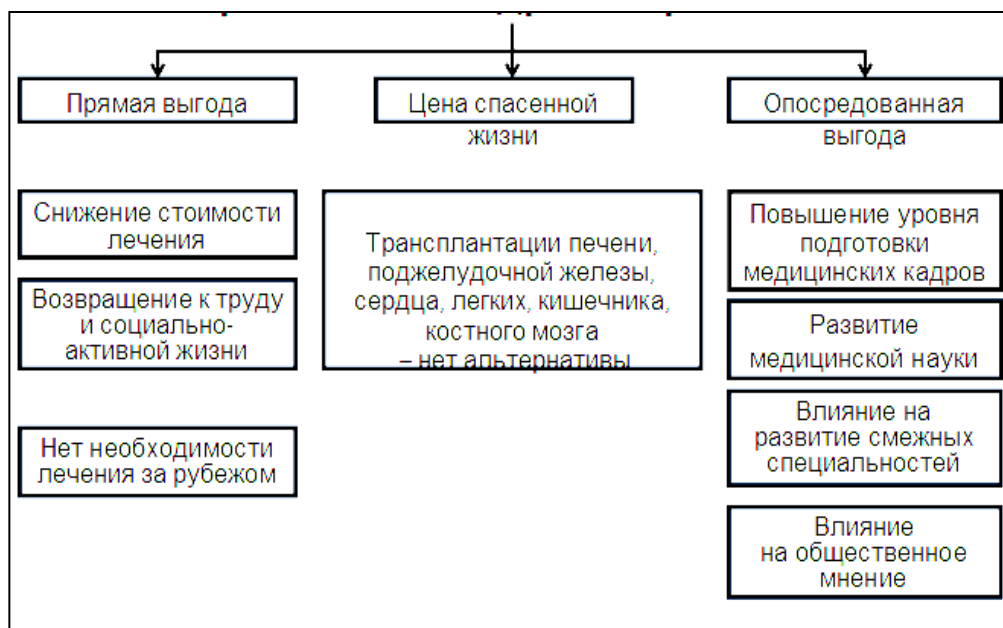 Прямая выгода
Цена спасенной
жизни
Опосредованная
выгода
Снижение стоимости
лечения
Возвращение к труду
и социально-
активной жизни
Нет необходимости
лечения за рубежом
Трансплантации печени,
поджелудочной железы,
сердца, легких, кишечника,
костного мозга
– нет альтернативы
Повышение уровня
подготовки
медицинских кадров
Развитие
медицинской науки
Влияние на
развитие смежных
специальностей
Влияние
на общественное
мнение